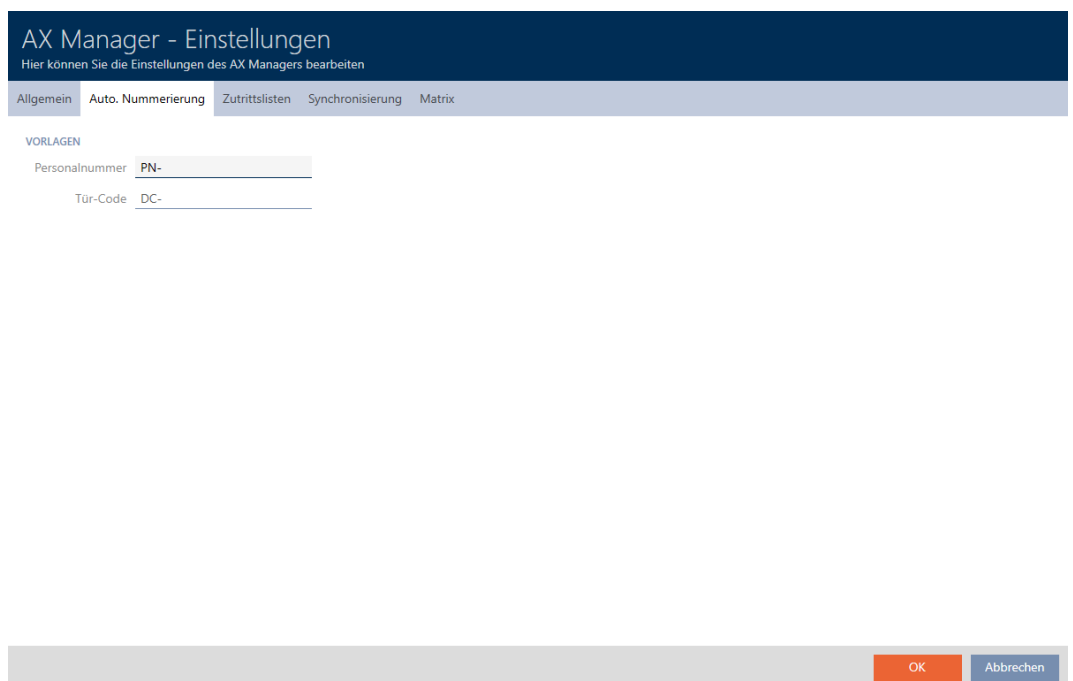 AX Manager - Einstellungen
Hier können Sie die Einstellungen des AX Managers bearbeiten
Allgemein Auto. Nummerierung Zutrittslisten Synchronisierung Matrix
VORLAGEN
Personalnummer PN-
Tür-Code DC-
OK Abbrechen